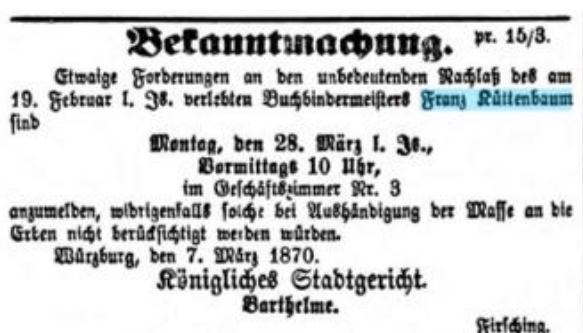 Bekanntmachung. pr. 15/3.
Etwaige Forderungen an den unbedeutenden Nachlaß des am
19. Februar l. Js. verlebten Buchbindermeisters Franz Küttenbaum
sind
Montag, den 28. März l. Js.,
Vormittags 10 Uhr,
im Geschäftszimmer Nr. 3
anzumelden, widrigenfalls solche bei Aushändigung der Masse an die
Erben nicht berücksichtigt werden würden.
Würzburg, den 7. März 1870.
Königliches Stadtgericht.
Barthelme.
Firsching.